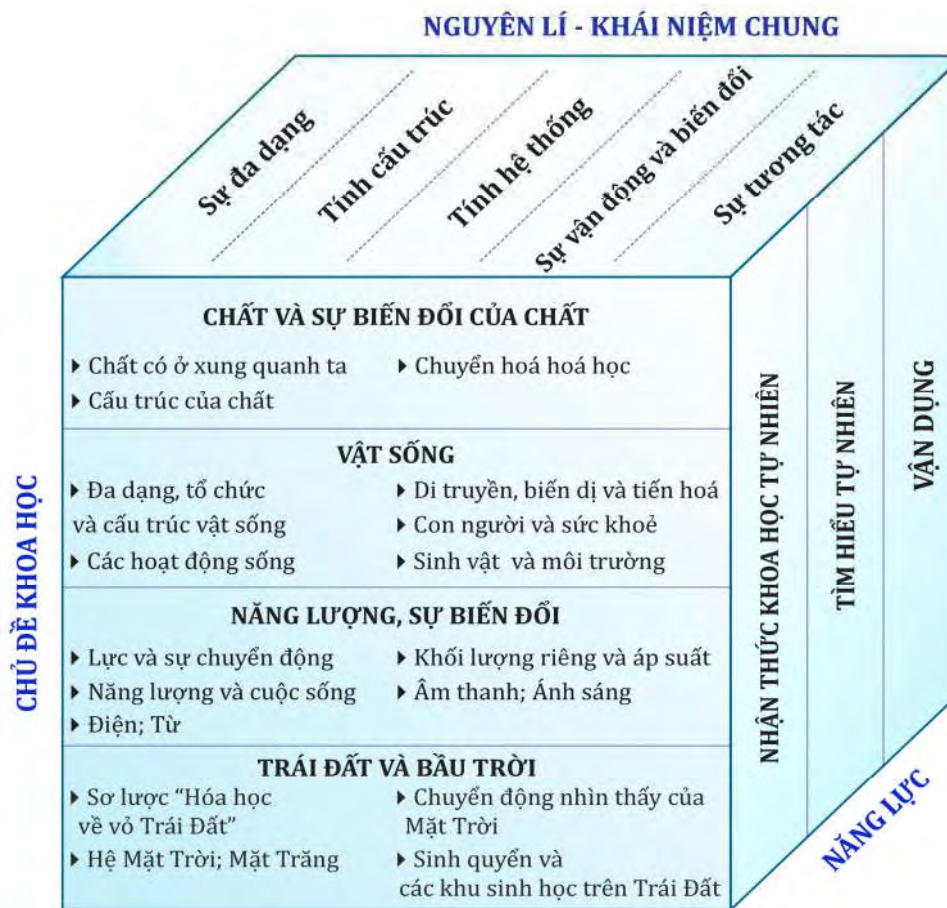 NGUYÊN LÍ - KHÁI NIỆM CHUNG
Sự đa dạng
Tính cấu trúc
Tính hệ thống
Sự vận động và biến đổi
Sự tương tác
CHỦ ĐỀ KHOA HỌC
CHẤT VÀ SỰ BIẾN ĐỔI CỦA CHẤT
Chất có ở xung quanh ta
Cấu trúc của chất
Chuyển hoá hoá học
VẬT SỐNG
Đa dạng, tổ chức
và cấu trúc vật sống
Các hoạt động sống
Di truyền, biến dị và tiến hoá
Con người và sức khoẻ
Sinh vật và môi trường
NĂNG LƯỢNG, SỰ BIẾN ĐỔI
Lực và sự chuyển động
Năng lượng và cuộc sống
Điện; Từ
Khối lượng riêng và áp suất
Âm thanh; Ánh sáng
TRÁI ĐẤT VÀ BẦU TRỜI
Sơ lược “Hóa học
về vỏ Trái Đất”
Hệ Mặt Trời; Mặt Trăng
Chuyển động nhìn thấy của
Mặt Trời
Sinh quyển và
các khu sinh học trên Trái Đất
NHẬN THỨC KHOA HỌC TỰ NHIÊN
TÌM HIỂU TỰ NHIÊN
VẬN DỤNG
NĂNG LỰC